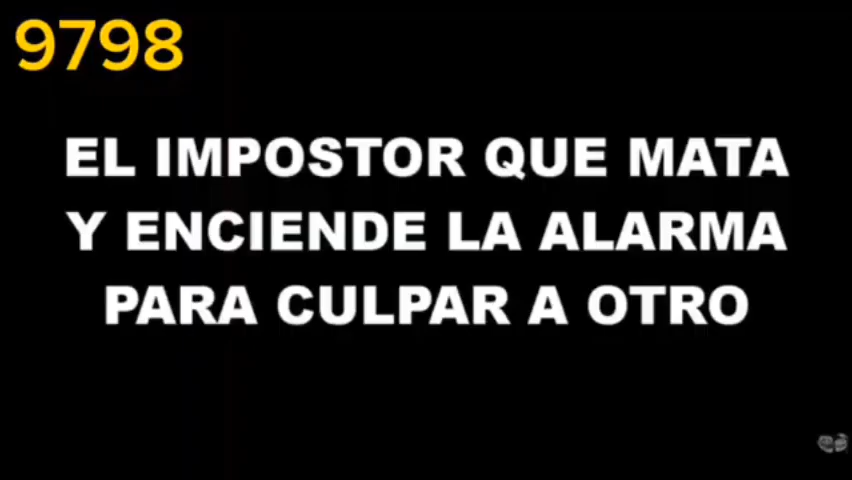 9798
EL IMPOSTOR QUE MATA
Y ENCIENDE LA ALARMA
PARA CULPAR A OTRO